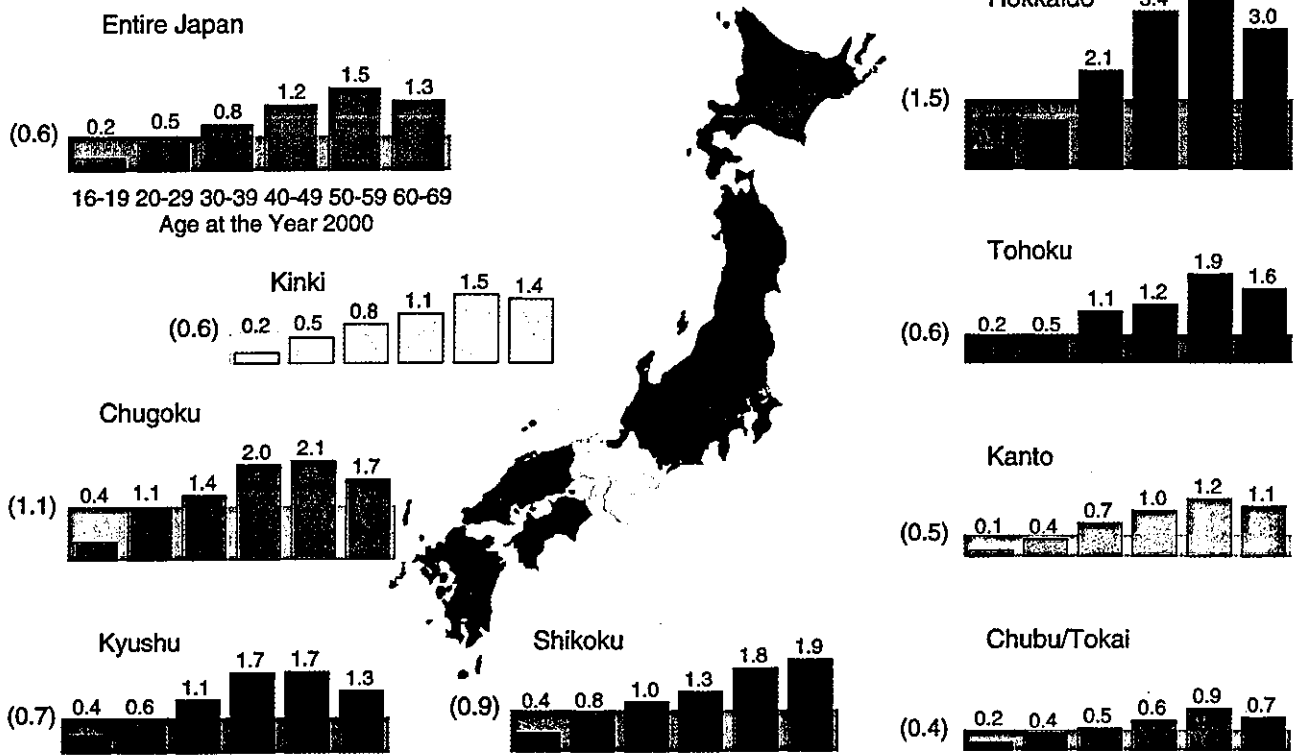 Entire Japan
(0.6) 0.2 0.5 0.8 1.2 1.5 1.3
16-19 20-29 30-39 40-49 50-59 60-69
Age at the Year 2000
Kinki
(0.6) 0.2 0.5 0.8 1.1 1.5 1.4
Chugoku
(1.1) 0.4 1.1 1.4 2.0 2.1 1.7
Kyushu
(0.7) 0.4 0.6 1.1 1.7 1.7 1.3
Shikoku
(0.9) 0.4 0.8 1.0 1.3 1.8 1.9
Hokkaido
(1.5) 2.1 3.4 3.0
Tohoku
(0.6) 0.2 0.5 1.1 1.2 1.9 1.6
Kanto
(0.5) 0.1 0.4 0.7 1.0 1.2 1.1
Chubu/Tokai
(0.4) 0.2 0.4 0.5 0.6 0.9 0.7